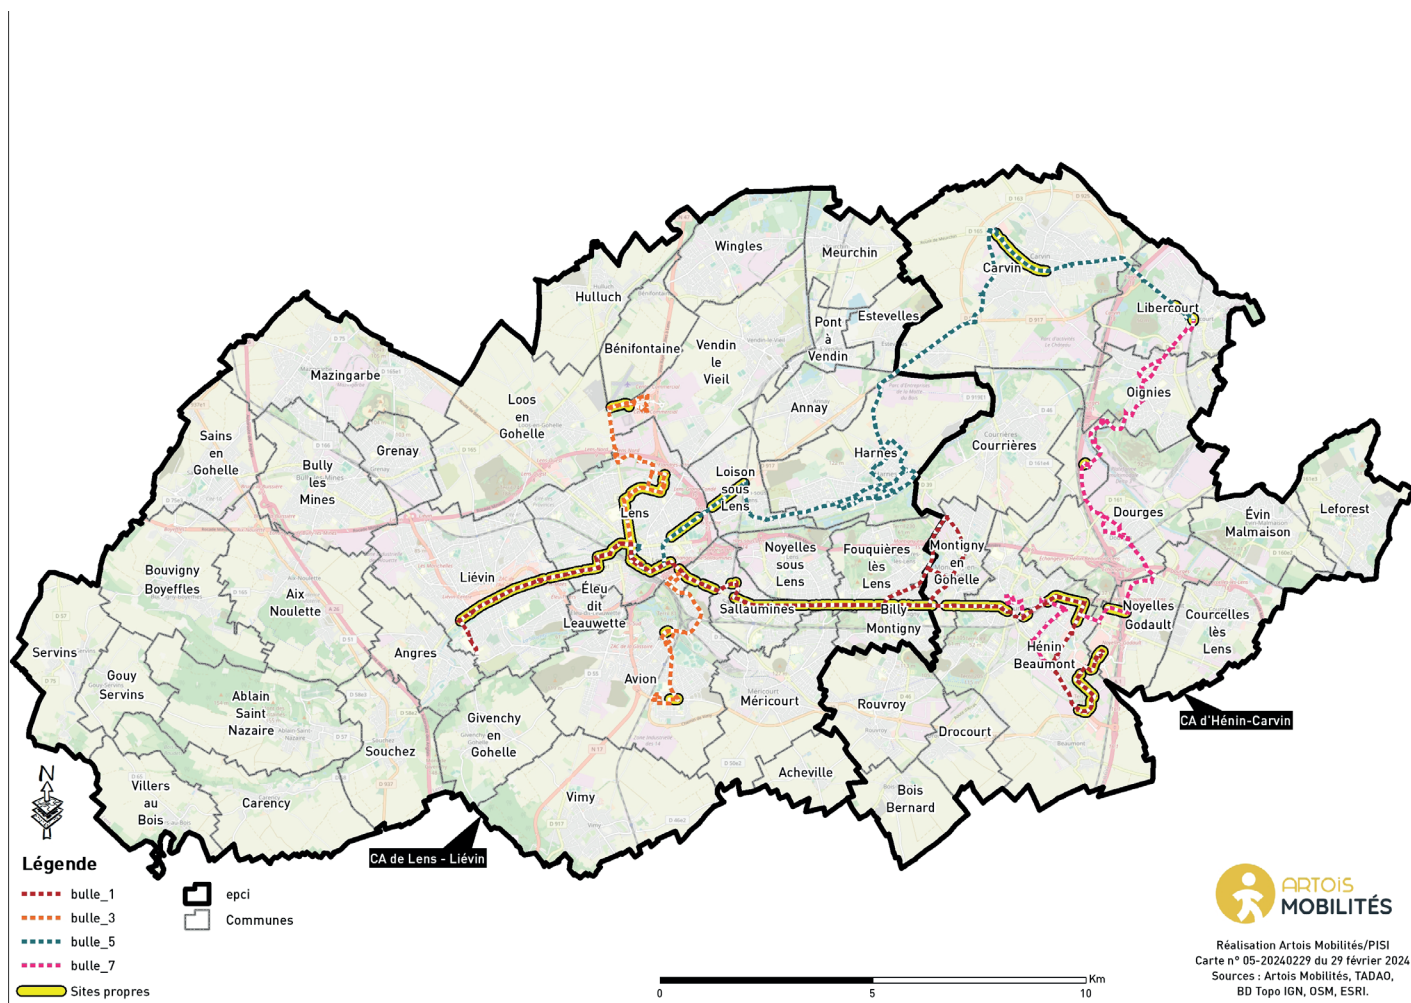 Wingles
Meurchin
Carvin
Hulluch
Estevelles
Libercourt
Bénifontaine
Vendin
le
Vieil
Pont
à
Vendin
Mazingarbe
Oignies
Loos
en
Gohelle
Annay
Sains
en
Gohelle
Grenay
Courrières
Bully
les
Mines
Harnes
Loison
sous
Lens
Lens
Dourges
Évin
Malmaison
Leforest
Noyelles
sous
Lens
Fouquières
lès
Lens
Montigny
en
Gohelle
Bouvigny
Boyeffles
Liévin
Aix
Noulette
Éleu
dit
Leauwette
Sallaumines
Billy
Montigny
Noyelles
Godault
Courcelles
lès
Lens
Servins
Angres
Hénin
Beaumont
Gouy
Servins
Avion
Ablain
Saint
Nazaire
Méricourt
Rouvroy
Givenchy
en
Gohelle
Drocourt
CA d'Hénin-Carvin
Souchez
Acheville
Villers
au
Bois
Carency
Vimy
Bois
Bernard
N
CA de Lens - Liévin
Légende
bulle_1
bulle_3
bulle_5
bulle_7
Sites propres
epci
Communes
0
5
10
Km
ARTOIS
MOBILITÉS
Réalisation Artois Mobilités/PISI
Carte n° 05-20240229 du 29 février 2024
Sources : Artois Mobilités, TADAO,
BD Topo IGN, OSM, ESRI.